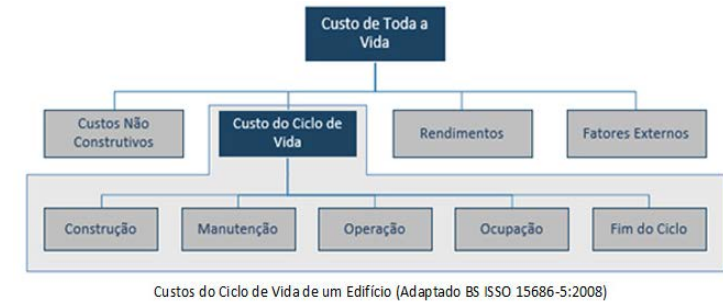 Custo de Toda a
Vida
Custos Não
Construtivos
Custo do Ciclo de
Vida
Rendimentos
Fatores Externos
Construção
Manutenção
Operação
Ocupação
Fim do Ciclo
Custos do Ciclo de Vida de um Edifício (Adaptado BS ISSO 15686-5:2008)